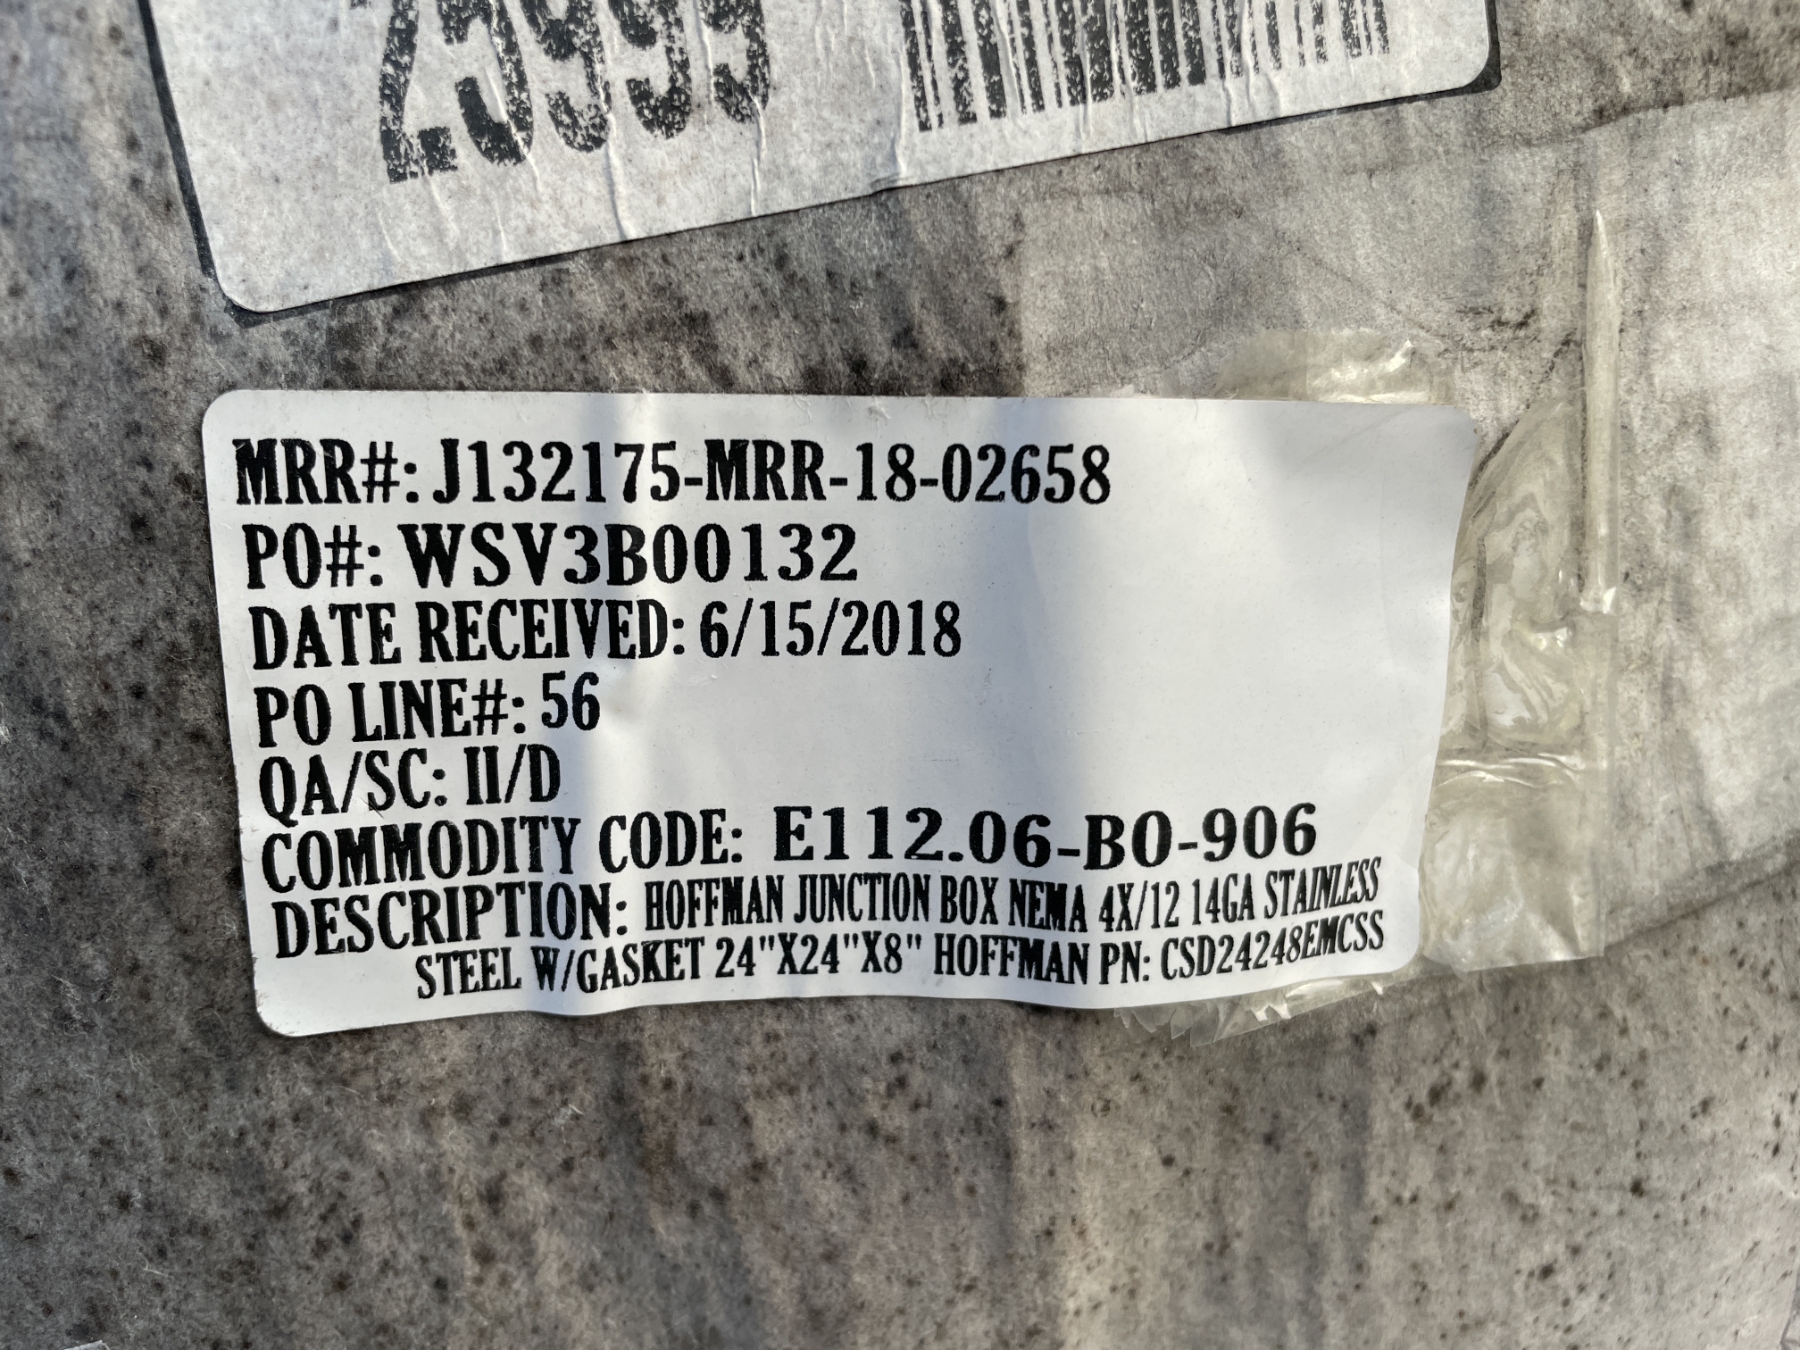 25999
MRR#: J132175-MRR-18-02658
PO#: WSV3B00132
DATE RECEIVED: 6/15/2018
PO LINE#: 56
QA/SC: II/D
COMMODITY CODE: E112.06-BO-906
DESCRIPTION: HOFFMAN JUNCTION BOX NEMA 4X/12 14GA STAINLESS
STEEL W/GASKET 24"X24"X8" HOFFMAN PN: CSD24248EMCSS